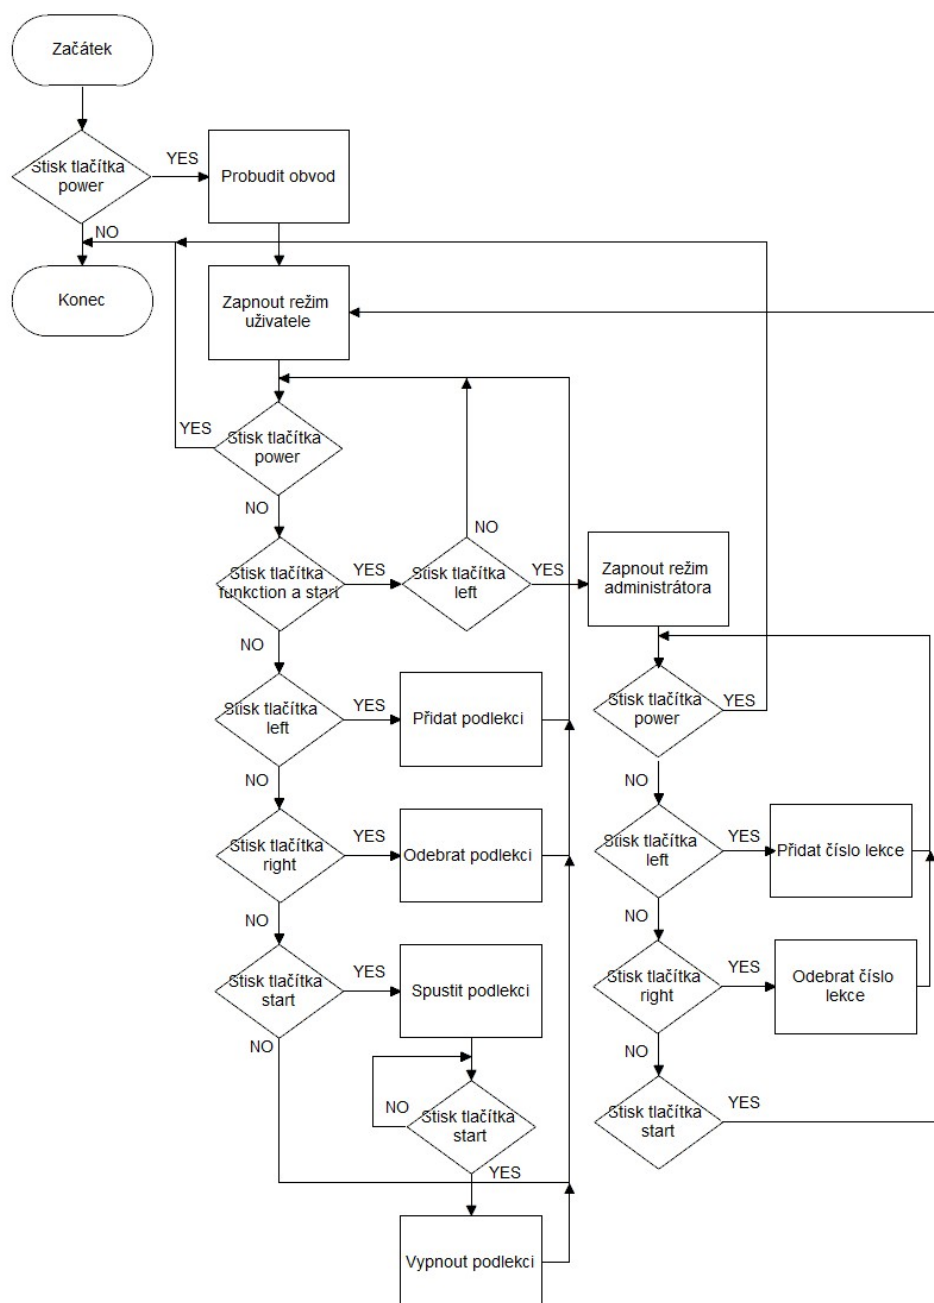 Začátek
Stisk tlačítka
power
YES
Probudit obvod
NO
Konec
Zapnout režim
uživatele
YES
Stisk tlačítka
power
NO
NO
Stisk tlačítka
funkction a start
YES
Stisk tlačítka
left
YES
Zapnout režim
administrátora
NO
Stisk tlačítka
left
YES
Přidat podlekci
Stisk tlačítka
power
YES
NO
NO
Stisk tlačítka
right
YES
Odebrat podlekci
Stisk tlačítka
left
YES
Přidat číslo lekce
NO
NO
Stisk tlačítka
start
YES
Spustit podlekci
Stisk tlačítka
right
YES
Odebrat číslo
lekce
NO
NO
NO
Stisk tlačítka
start
YES
Stisk tlačítka
start
YES
Vypnout podlekci